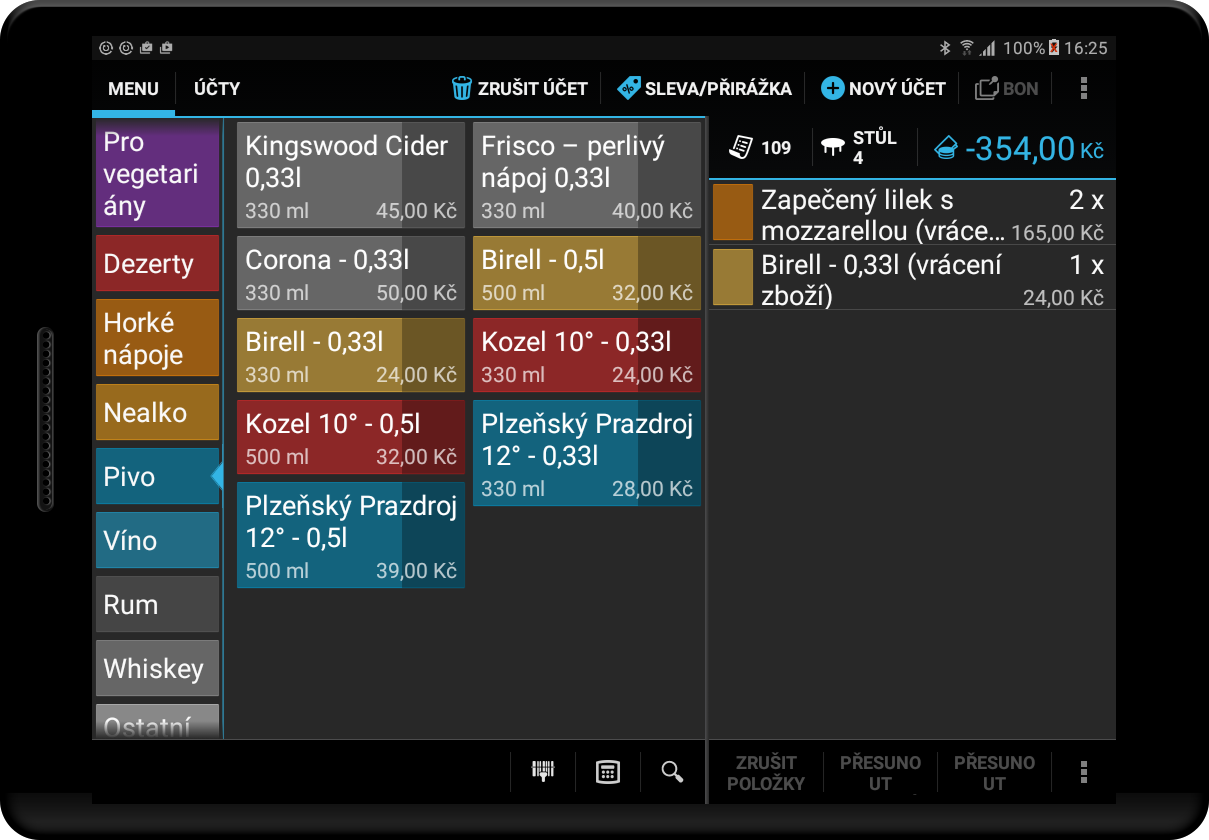 100% 16:25
MENU ÚČTY ZRUŠIT ÚČET SLEVA/PŘIRÁŽKA NOVÝ ÚČET BON
Pro
vegetari
ány
Dezerty
Horké
nápoje
Nealko
Pivo
Víno
Rum
Whiskey
Ostatní
Kingswood Cider
0,33l
330 ml 45,00 Kč
Frisco – perlivý
nápoj 0,33l
330 ml 40,00 Kč
Corona - 0,33l
330 ml 50,00 Kč
Birell - 0,5l
500 ml 32,00 Kč
Birell - 0,33l
330 ml 24,00 Kč
Kozel 10° - 0,33l
330 ml 24,00 Kč
Kozel 10° - 0,5l
500 ml 32,00 Kč
Plzeňský Prazdroj
12° - 0,33l
330 ml 28,00 Kč
Plzeňský Prazdroj
12° - 0,5l
500 ml 39,00 Kč
109 STŮL
4
-354,00 Kč
Zapečený lilek s 2 x
mozzarellou (vráce... 165,00 Kč
Birell - 0,33l (vrácení 1 x
zboží) 24,00 Kč
ZRUŠIT
POLOŽKY
PŘESUNO
UT
PŘESUNO
UT